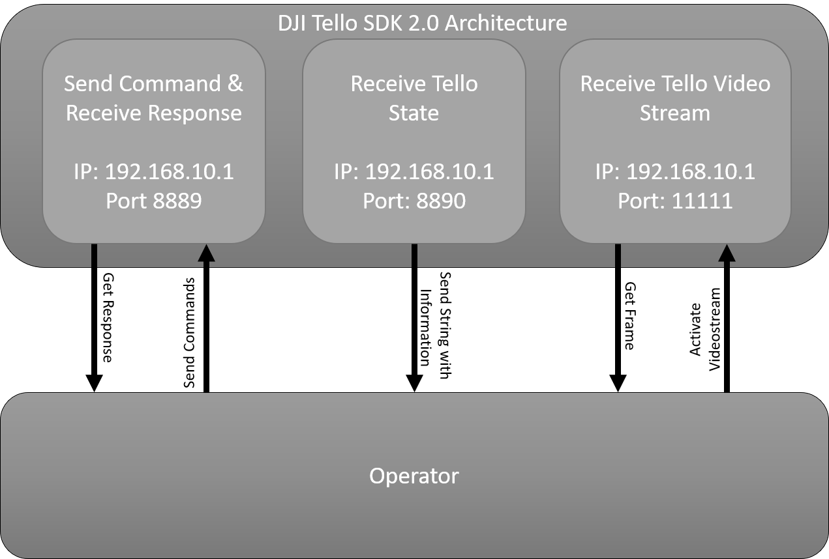 DJI Tello SDK 2.0 Architecture
Send Command &
Receive Response
IP: 192.168.10.1
Port 8889
Receive Tello
State
IP: 192.168.10.1
Port: 8890
Receive Tello Video
Stream
IP: 192.168.10.1
Port: 11111
Get Response
Send Commands
Send String with
Information
Get Frame
Activate
Videostream
Operator